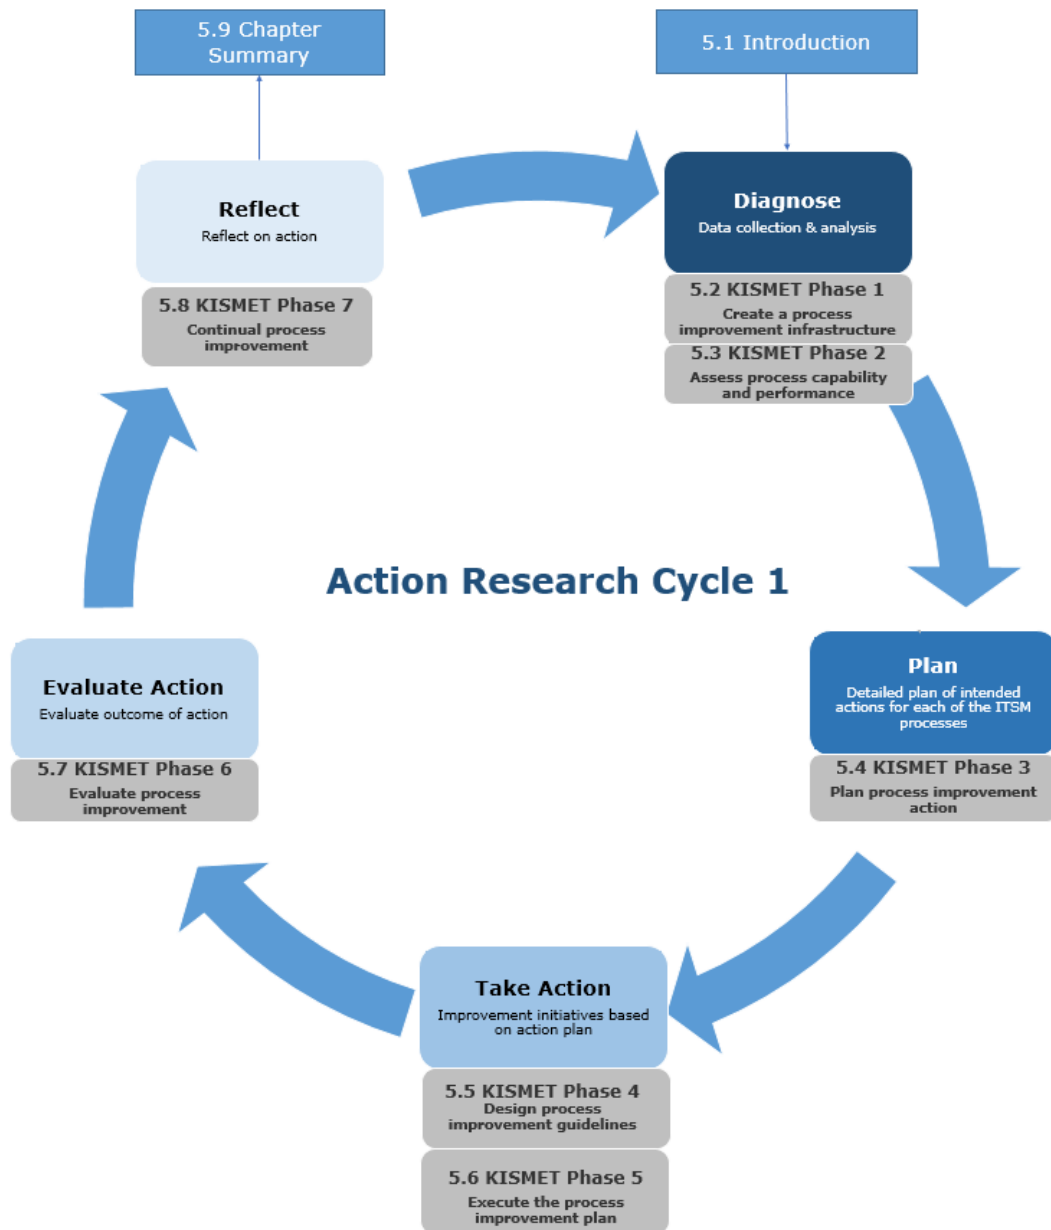 5.9 Chapter
Summary
5.1 Introduction
Reflect
Reflect on action
5.8 KISMET Phase 7
Continual process
improvement
Diagnose
Data collection & analysis
5.2 KISMET Phase 1
Create a process
improvement infrastructure
5.3 KISMET Phase 2
Assess process capability
and performance
Action Research Cycle 1
Evaluate Action
Evaluate outcome of action
5.7 KISMET Phase 6
Evaluate process
improvement
Plan
Detailed plan of intended
actions for each of the ITSM
processes
5.4 KISMET Phase 3
Plan process improvement
action
Take Action
Improvement initiatives based
on action plan
5.5 KISMET Phase 4
Design process
improvement guidelines
5.6 KISMET Phase 5
Execute the process
improvement plan